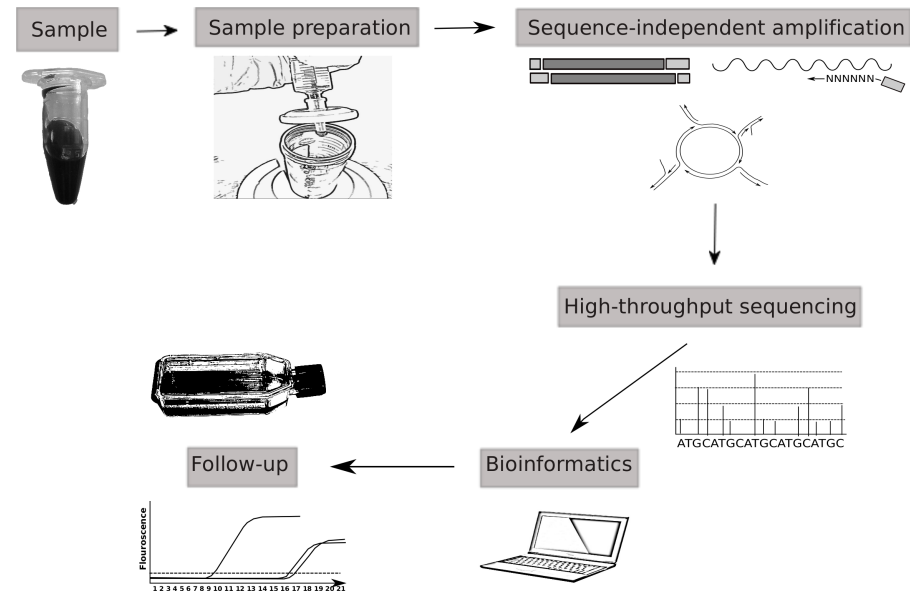 Sample
Sample preparation
Sequence-independent amplification
NNNNNN
High-throughput sequencing
ATGCATGCATGCATGCATGC
Follow-up
Bioinformatics
Flouroscence
1 2 3 4 5 6 7 8 9 10 11 12 13 14 15 16 17 18 19 20 21